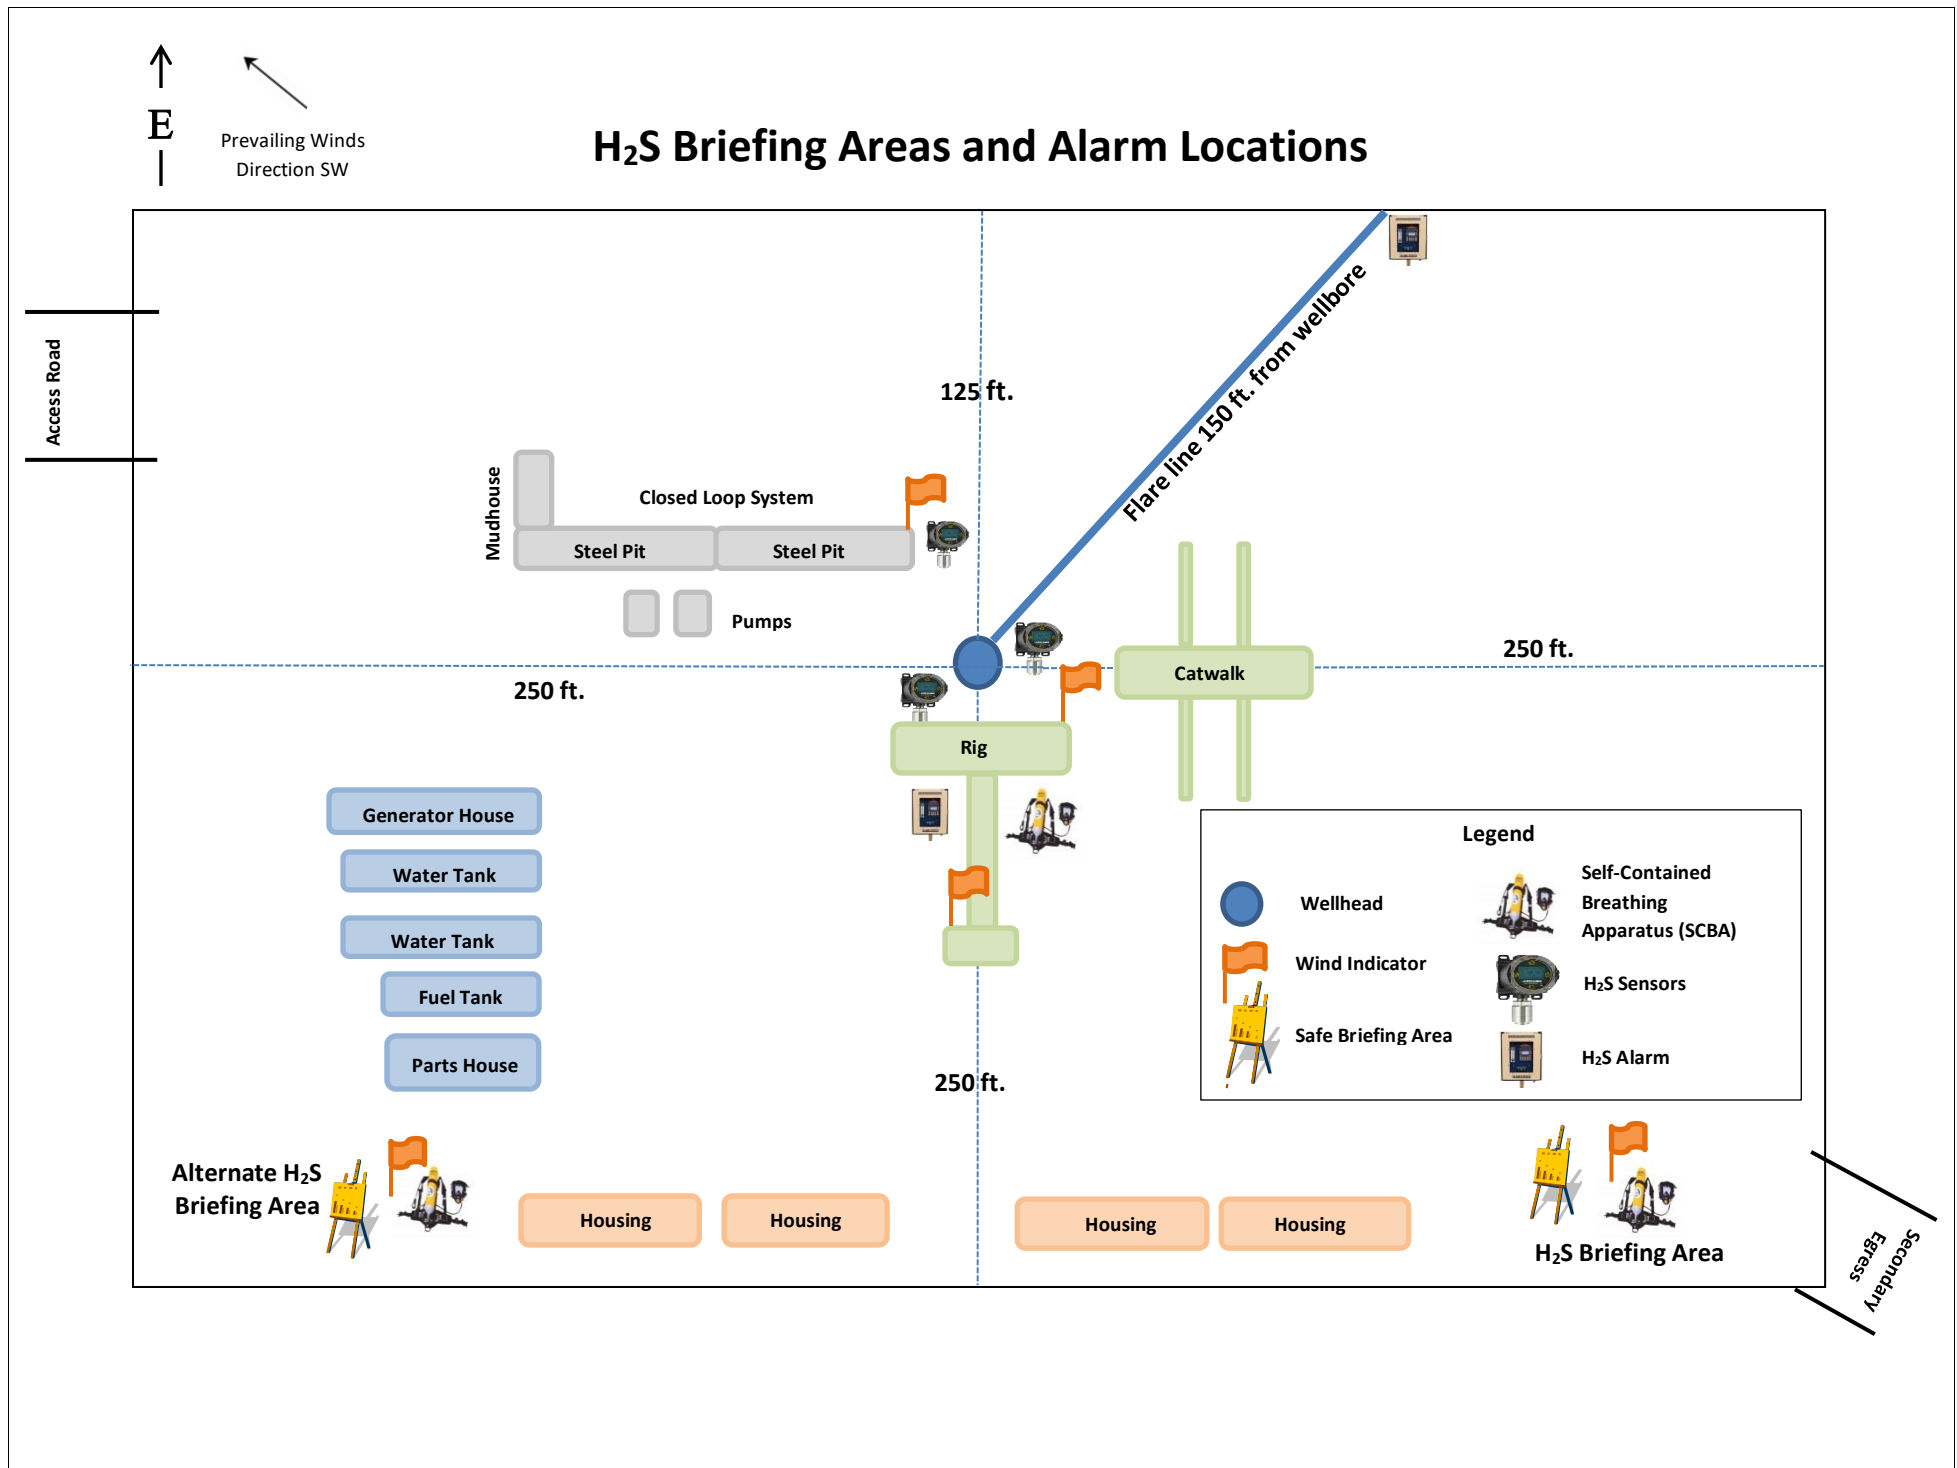 E
Prevailing Winds
Direction SW
H₂S Briefing Areas and Alarm Locations
Access Road
125 ft.
Flare line 150 ft. from wellbore
Mudhouse
Closed Loop System
Steel Pit
Steel Pit
Pumps
250 ft.
250 ft.
Catwalk
Rig
Generator House
Water Tank
Water Tank
Fuel Tank
Parts House
250 ft.
Legend
Wellhead
Wind Indicator
Safe Briefing Area
Self-Contained
Breathing
Apparatus (SCBA)
H₂S Sensors
H₂S Alarm
Alternate H₂S
Briefing Area
Housing
Housing
Housing
Housing
H₂S Briefing Area
Secondary
Egress